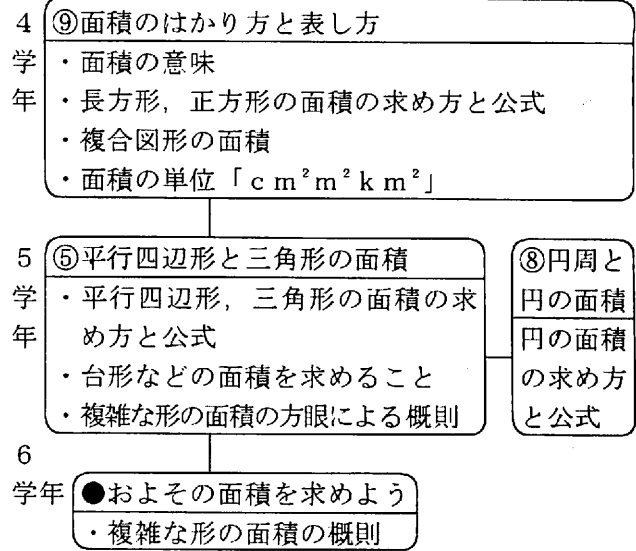 4
学
年
⑨面積のはかり方と表し方
・面積の意味
・長方形，正方形の面積の求め方と公式
・複合図形の面積
・面積の単位「cm²m²km²」
5
学
年
⑤平行四辺形と三角形の面積
・平行四辺形，三角形の面積の求
め方と公式
・台形などの面積を求めること
・複雑な形の面積の方眼による概則
⑧円周と
円の面積
円の面積
の求め方
と公式
6
学年
●およその面積を求めよう
・複雑な形の面積の概則